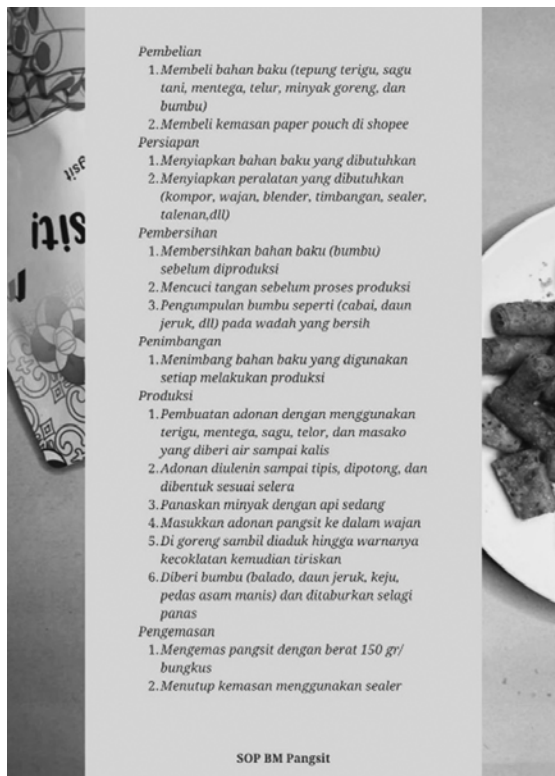 Pembelian
1. Membeli bahan baku (tepung terigu, sagu
tani, mentega, telur, minyak goreng, dan
bumbu)
2. Membeli kemasan paper pouch di shopee
Persiapan
1. Menyiapkan bahan baku yang dibutuhkan
2. Menyiapkan peralatan yang dibutuhkan
(kompor, wajan, blender, timbangan, sealer,
talenan,dll)
Pembersihan
1. Membersihkan bahan baku (bumbu)
sebelum diproduksi
2. Mencuci tangan sebelum proses produksi
3. Pengumpulan bumbu seperti (cabai, daun
jeruk, dll) pada wadah yang bersih
Penimbangan
1. Menimbang bahan baku yang digunakan
setiap melakukan produksi
Produksi
1. Pembuatan adonan dengan menggunakan
terigu, mentega, sagu, telor, dan masako
yang diberi air sampai kalis
2. Adonan diulenin sampai tipis, dipotong, dan
dibentuk sesuai selera
3. Panaskan minyak dengan api sedang
4. Masukkan adonan pangsit ke dalam wajan
5. Di goreng sambil diaduk hingga warnanya
kecoklatan kemudian tiriskan
6. Diberi bumbu (balado, daun jeruk, keju,
pedas asam manis) dan ditaburkan selagi
panas
Pengemasan
1. Mengemas pangsit dengan berat 150 gr/
bungkus
2. Menutup kemasan menggunakan sealer
SOP BM Pangsit